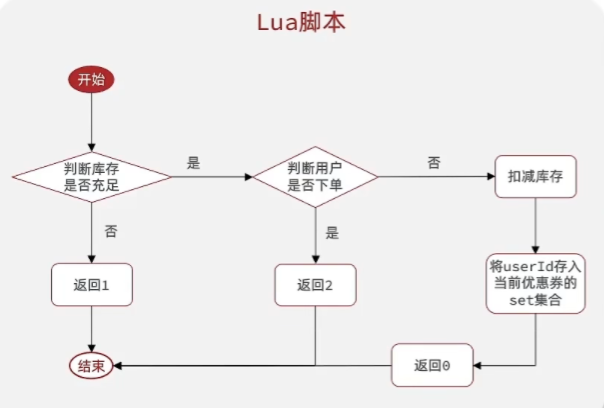 Lua脚本
开始
判断库存
是否充足
是
判断用户
是否下单
否
扣减库存
否
是
返回1
返回2
将userId存入
当前优惠券的
set集合
结束
返回0